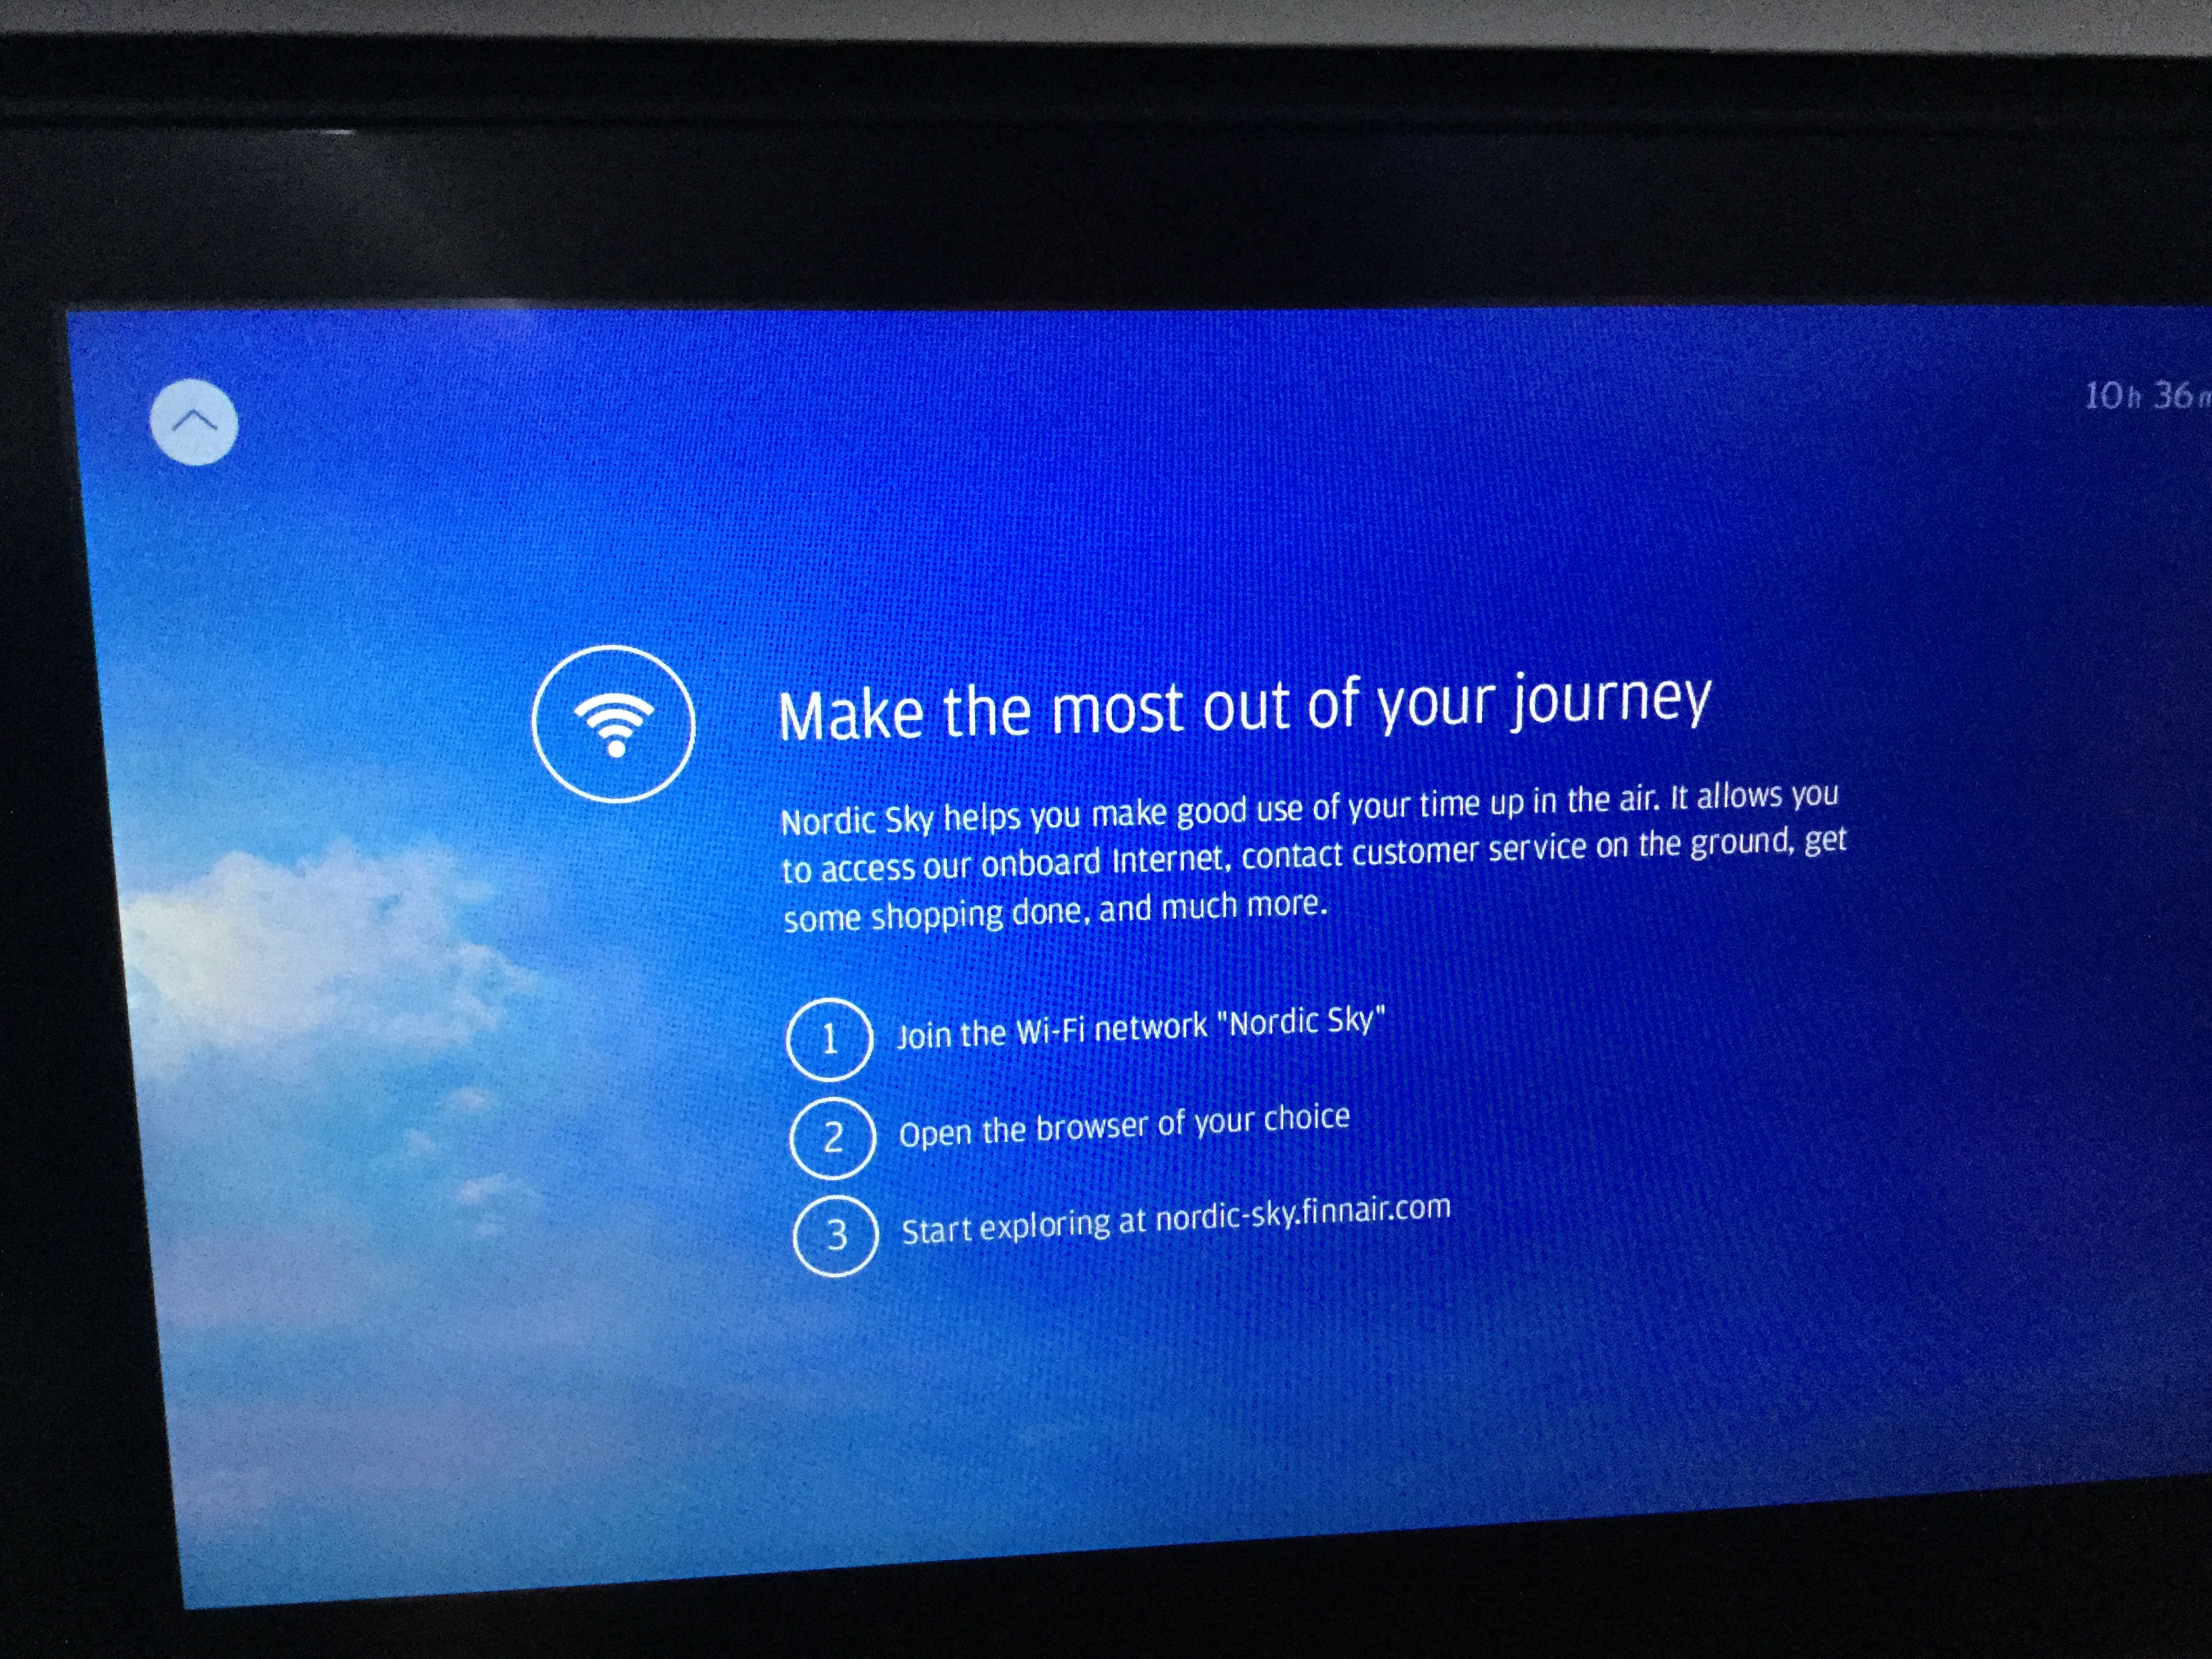 10h 36m
Make the most out of your journey
Nordic Sky helps you make good use of your time up in the air. It allows you
to access our onboard Internet, contact customer service on the ground, get
some shopping done, and much more.
1 Join the Wi-Fi network "Nordic Sky"
2 Open the browser of your choice
3 Start exploring at nordic-sky.finnair.com